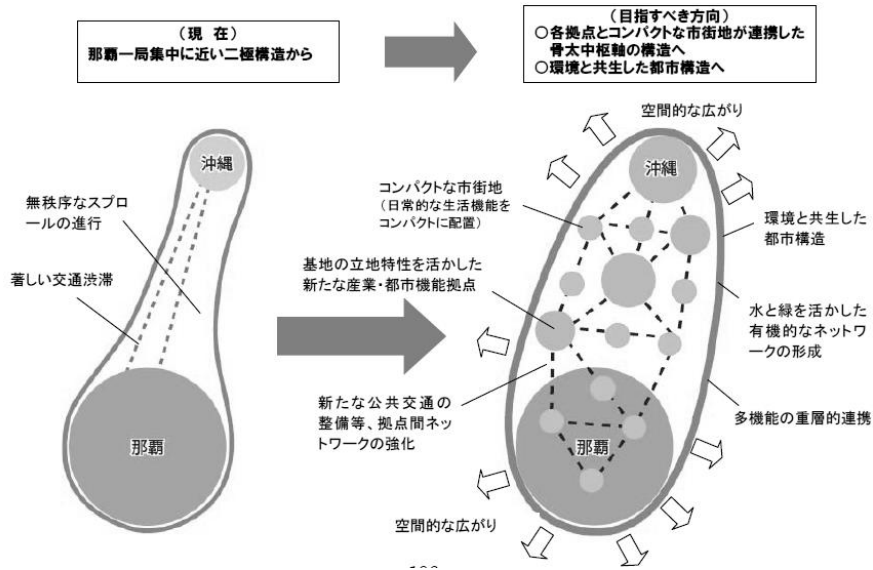 （現 在）
那覇一局集中に近い二極構造から
（目指すべき方向）
○各拠点とコンパクトな市街地が連携した
骨太中枢軸の構造へ
○環境と共生した都市構造へ
沖縄
無秩序なスプロ
ールの進行
著しい交通渋滞
那覇
空間的な広がり
沖縄
コンパクトな市街地
（日常的な生活機能を
コンパクトに配置）
環境と共生した
都市構造
基地の立地特性を活かした
新たな産業・都市機能拠点
水と緑を活かした
有機的なネットワ
ークの形成
新たな公共交通の
整備等、拠点間ネッ
トワークの強化
多機能の重層的連携
那覇
空間的な広がり